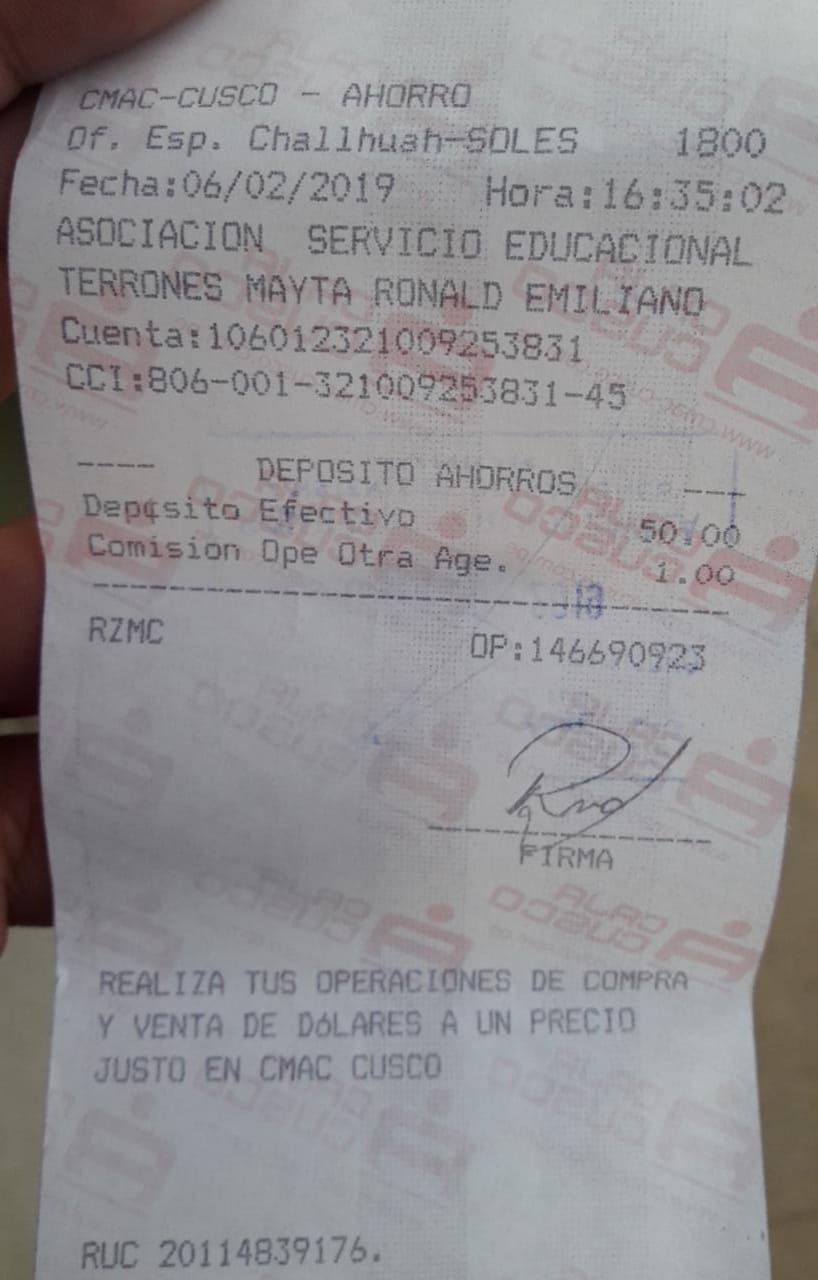 CMAC-CUSCO - AHORRO
Of. Esp. Challhuah-SOLES 1800
Fecha:06/02/2019 Hora:16:35:02
ASOCIACION SERVICIO EDUCACIONAL
TERRONES MAYTA RONALD EMILIANO
Cuenta:106012321009253831
CCI:806-001-321009253831-45
---- DEPOSITO AHORROS ----
Depósito Efectivo 50.00
Comision Ope Otra Age. 1.00
RZMC OP:146690923
FIRMA
REALIZA TUS OPERACIONES DE COMPRA
Y VENTA DE DóLARES A UN PRECIO
JUSTO EN CMAC CUSCO
RUC 20114839176.